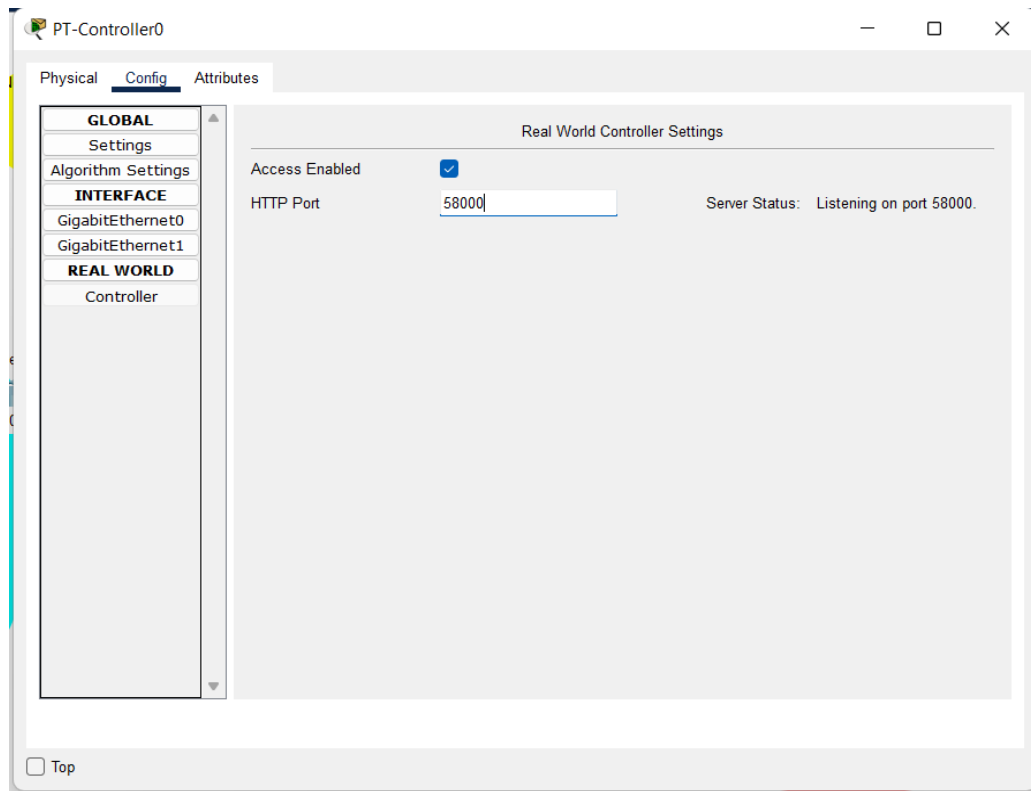 PT-Controller0
Physical Config Attributes
GLOBAL
Settings
Algorithm Settings
INTERFACE
GigabitEthernet0
GigabitEthernet1
REAL WORLD
Controller
Real World Controller Settings
Access Enabled
HTTP Port 58000 Server Status: Listening on port 58000.
Top